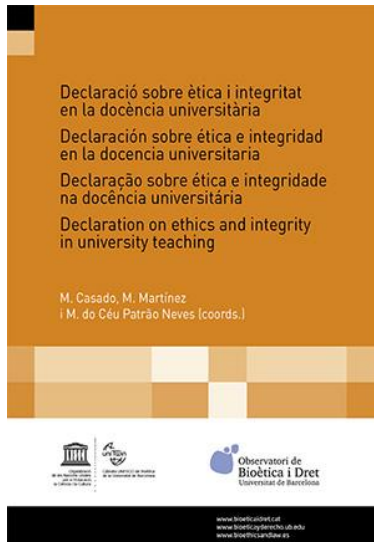 Declaració sobre ètica i integritat
en la docència universitària
Declaración sobre ética e integridad
en la docencia universitaria
Declaração sobre ética e integridade
na docência universitária
Declaration on ethics and integrity
in university teaching
M. Casado, M. Martínez
i M. do Céu Patrão Neves (coords.)
Observatori de
Bioètica i Dret
Universitat de Barcelona
www.bioeticaidret.cat
www.bioeticayderecho.ub.edu
www.bioethicsandlaw.es